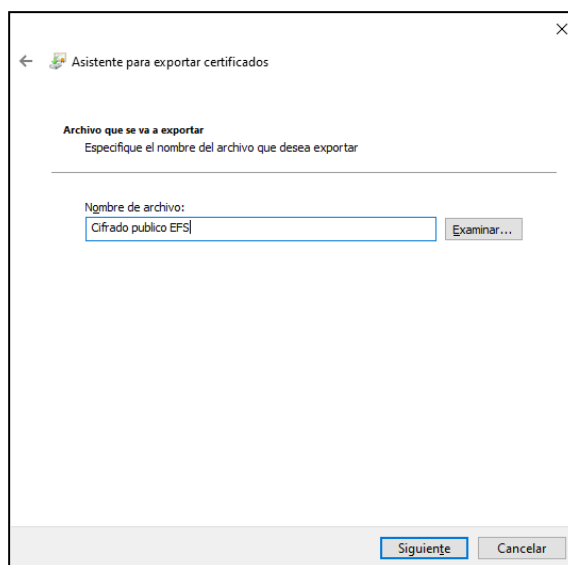 Asistente para exportar certificados
Archivo que se va a exportar
Especifique el nombre del archivo que desea exportar
Nombre de archivo:
Cifrado publico EFS
Examinar...
Siguiente
Cancelar